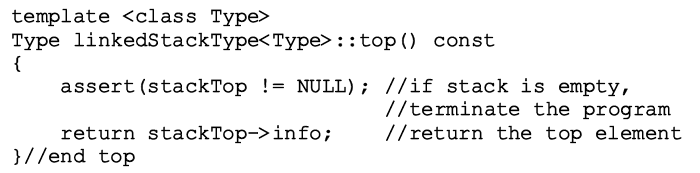 template <class Type>
Type linkedStackType<Type>::top() const
{
    assert(stackTop != NULL); //if stack is empty,
                              //terminate the program
    return stackTop->info;    //return the top element
}//end top